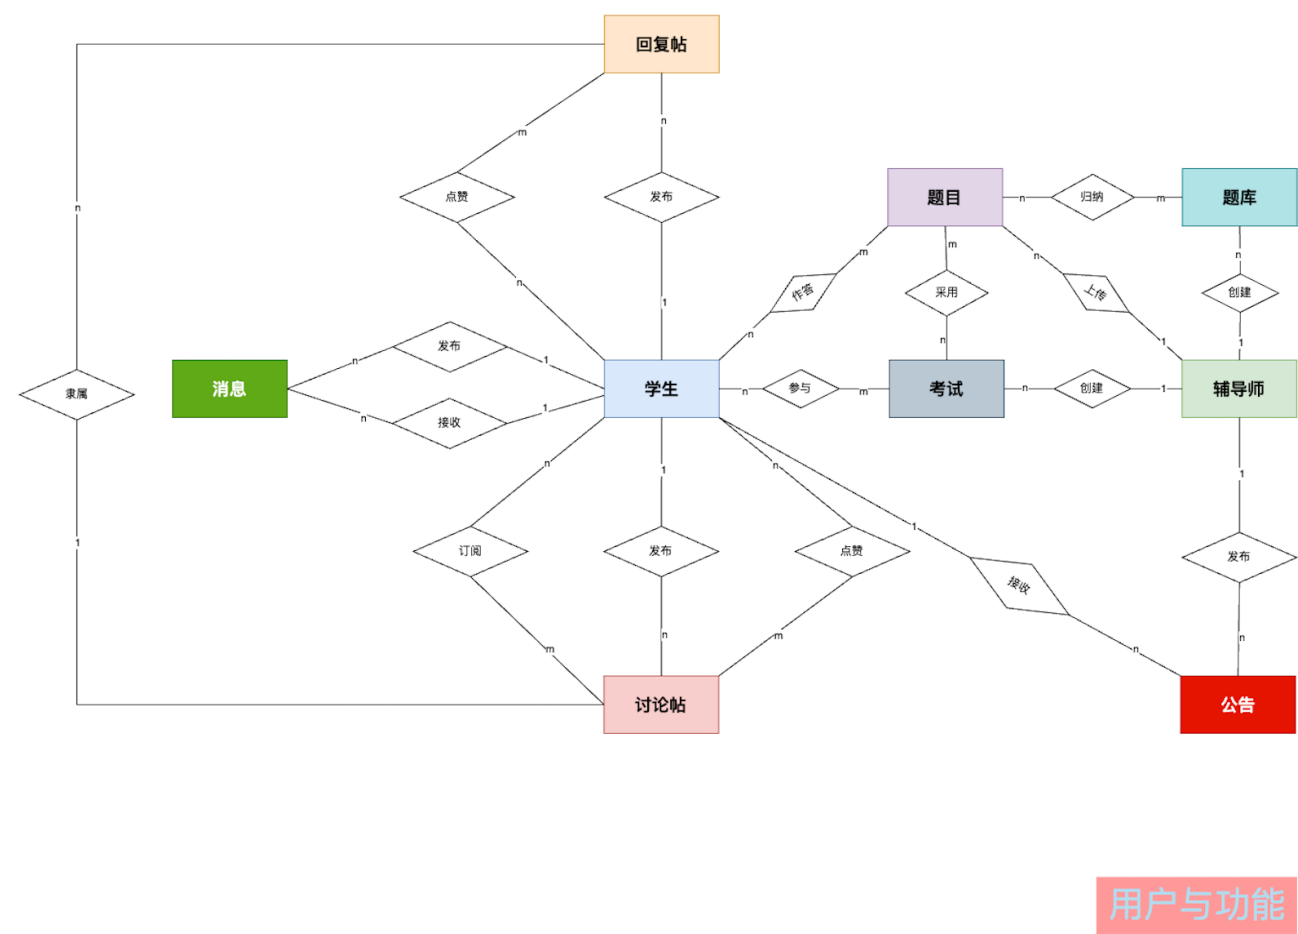 回复帖
m
n
点赞
发布
题目
n
归纳
m
题库
n
n
1
m
作答
n
m
采用
n
n
上传
1
n
创建
1
消息
n
发布
1
n
接收
1
学生
n
参与
m
考试
n
创建
1
辅导师
隶属
1
n
订阅
m
1
发布
n
n
点赞
m
1
接收
n
1
发布
n
讨论帖
公告
用户与功能